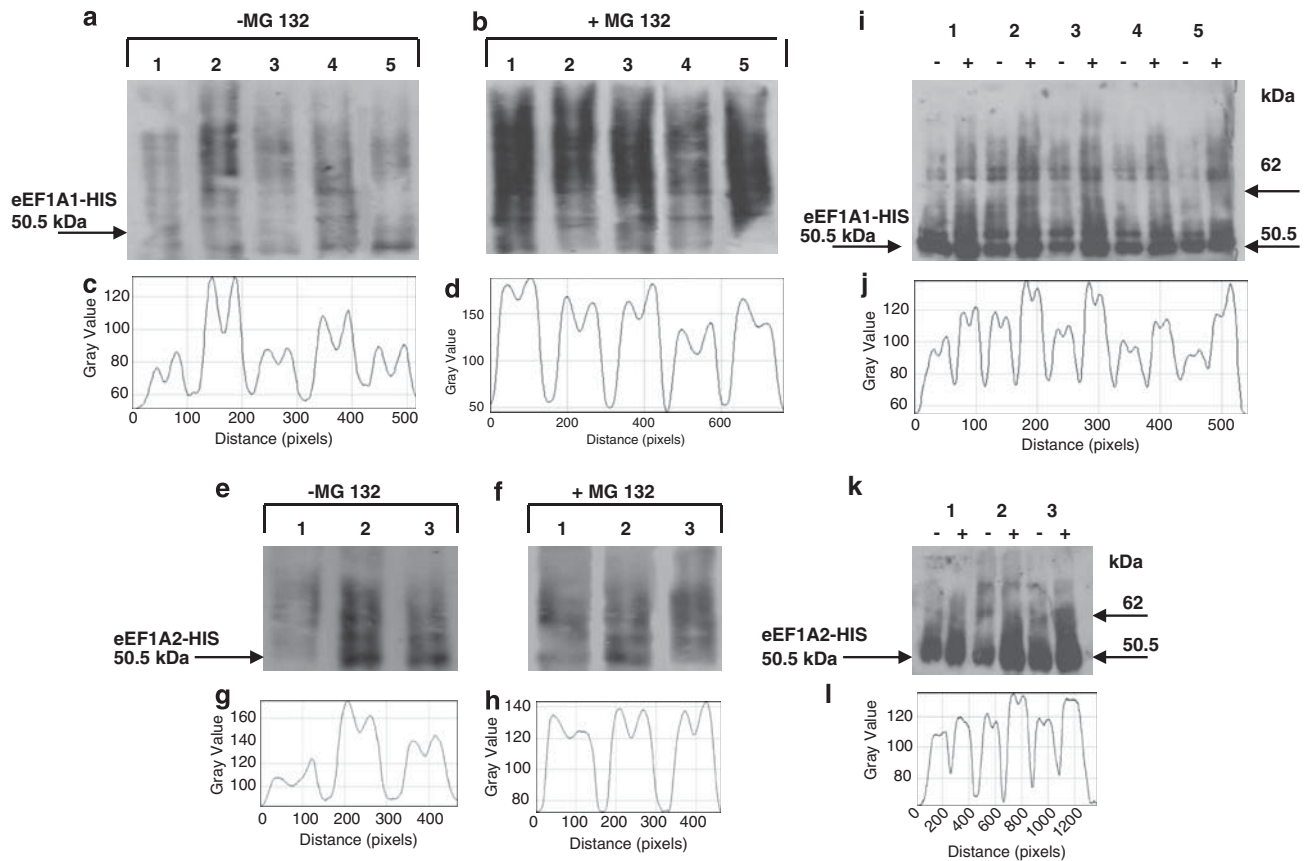 a
-MG 132
1 2 3 4 5
eEF1A1-HIS
50.5 kDa
b
+ MG 132
1 2 3 4 5
c
Gray Value
120
100
80
60
0 100 200 300 400 500
Distance (pixels)
d
Gray Value
150
100
50
0 200 400 600
Distance (pixels)
i
1 2 3 4 5
- + - + - + - + - +
kDa
62
50.5
eEF1A1-HIS
50.5 kDa
j
Gray Value
120
100
80
60
0 100 200 300 400 500
Distance (pixels)
e
-MG 132
1 2 3
eEF1A2-HIS
50.5 kDa
f
+ MG 132
1 2 3
g
Gray Value
160
140
120
100
0 100 200 300 400
Distance (pixels)
h
Gray Value
140
120
100
80
0 100 200 300 400
Distance (pixels)
k
1 2 3
- + - + - +
kDa
62
50.5
eEF1A2-HIS
50.5 kDa
l
Gray Value
120
100
80
0 200 400 600 800 1000 1200
Distance (pixels)